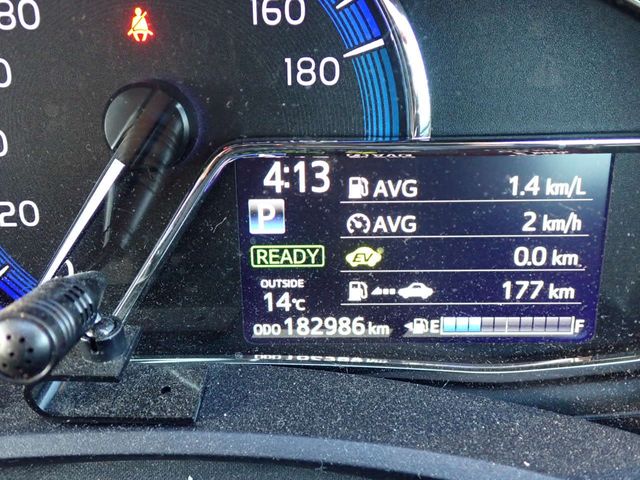 80
160
180
20
4:13
AVG 1.4 km/L
P
AVG 2 km/h
READY
EV 0.0 km
OUTSIDE
14°C
177 km
ODO 182986 km
E F